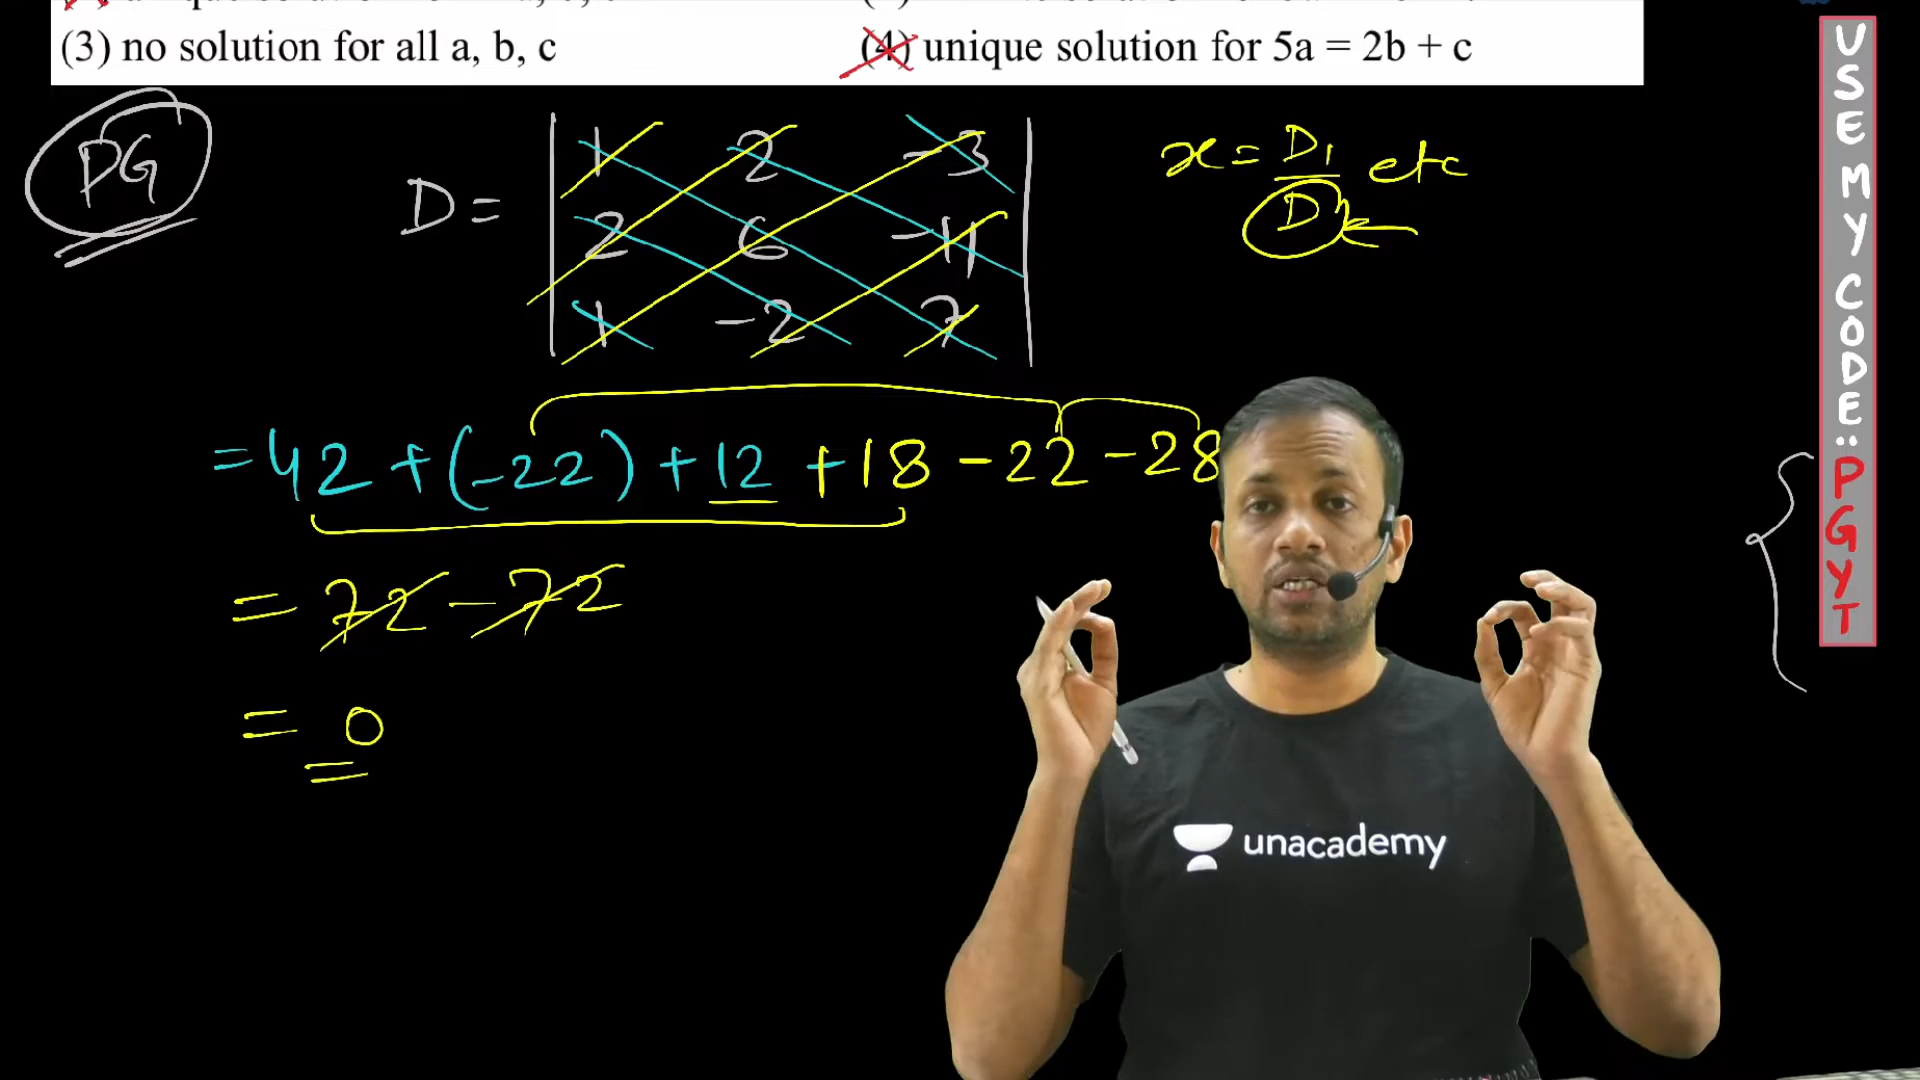 (3) no solution for all a, b, c
(4) unique solution for 5a = 2b + c
PG
D =
1 2 -3
2 6 -11
1 -2 7
x = D1/D etc
= 42 + (-22) + 12 + 18 - 22 - 28
= 72 - 72
= 0
unacademy
USE MY CODE:: PGYT